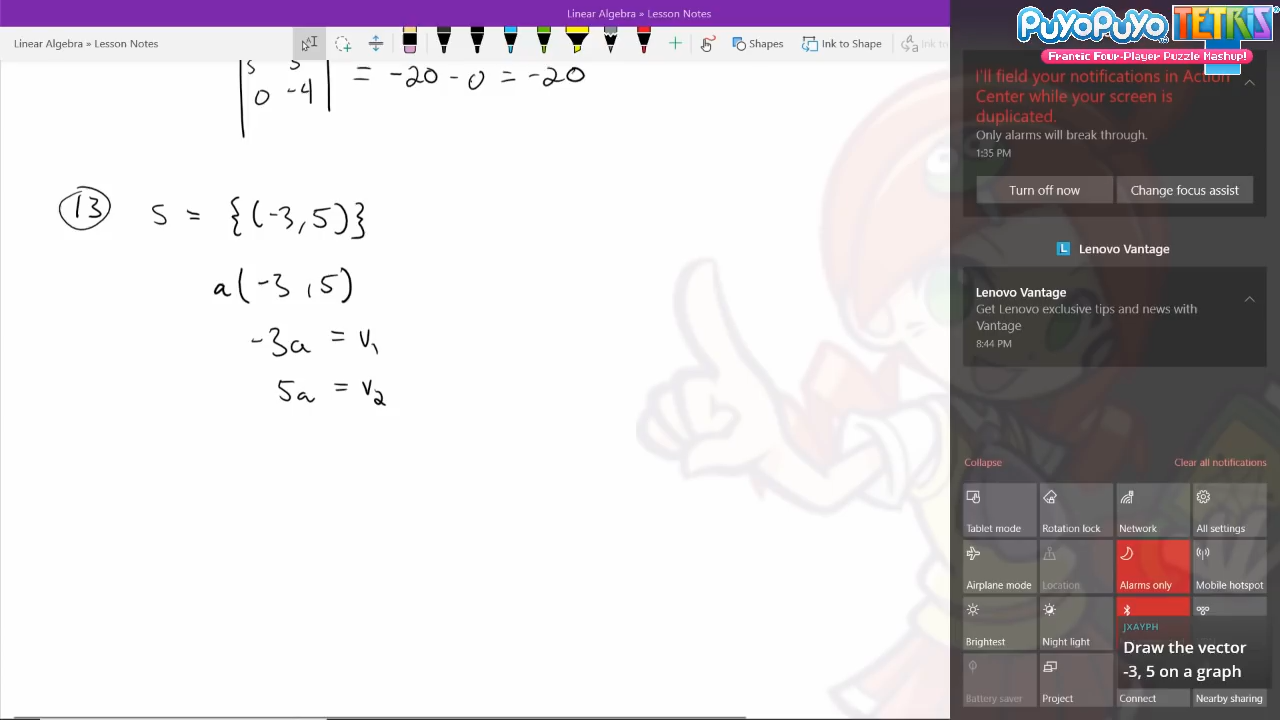 Linear Algebra » Lesson Notes
Linear Algebra » Lesson Notes
Shapes
Ink to Shape
Ink to
0 -4 = -20 - 0 = -20
13 S = {(-3, 5)}
a(-3, 5)
-3a = v₁
5a = v₂
PUYOPUYO TETRIS
Frantic Four-Player Puzzle Mashup!
I'll field your notifications in Action
Center while your screen is
duplicated.
Only alarms will break through.
1:35 PM
Turn off now
Change focus assist
Lenovo Vantage
Lenovo Vantage
Get Lenovo exclusive tips and news with
Vantage
8:44 PM
Collapse
Clear all notifications
Tablet mode
Rotation lock
Network
All settings
Airplane mode
Location
Alarms only
Mobile hotspot
Brightest
Night light
JXAYPH
Draw the vector
-3, 5 on a graph
Battery saver
Project
Connect
Nearby sharing